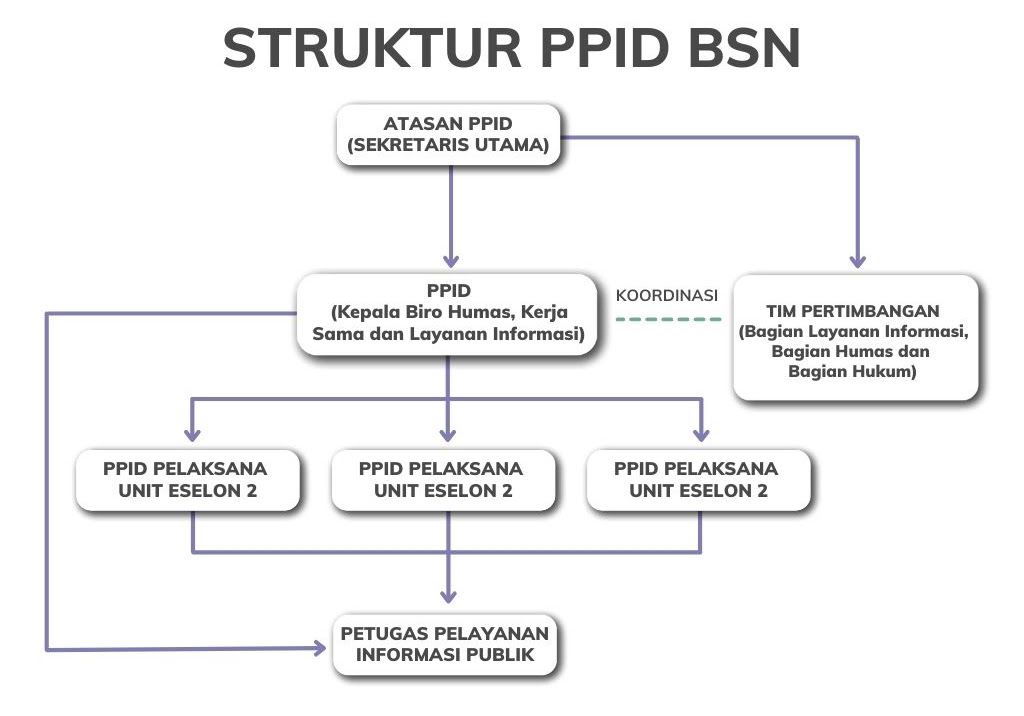 STRUKTUR PPID BSN
ATASAN PPID
(SEKRETARIS UTAMA)
PPID
(Kepala Biro Humas, Kerja
Sama dan Layanan Informasi)
KOORDINASI
TIM PERTIMBANGAN
(Bagian Layanan Informasi,
Bagian Humas dan
Bagian Hukum)
PPID PELAKSANA
UNIT ESELON 2
PPID PELAKSANA
UNIT ESELON 2
PPID PELAKSANA
UNIT ESELON 2
PETUGAS PELAYANAN
INFORMASI PUBLIK